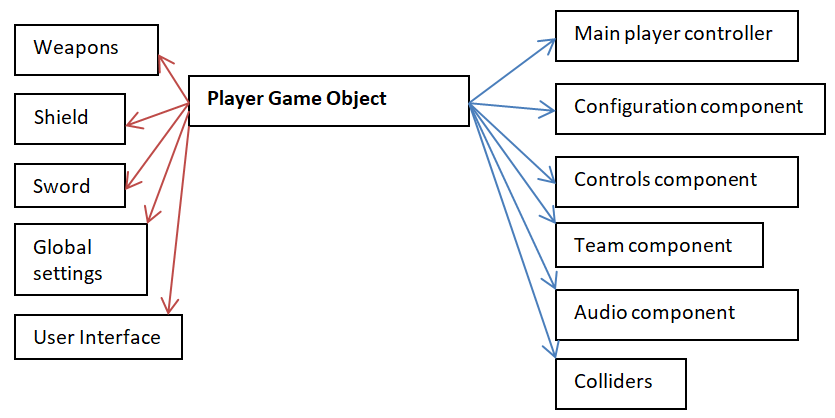 Weapons
Shield
Sword
Global
settings
User Interface
Player Game Object
Main player controller
Configuration component
Controls component
Team component
Audio component
Colliders